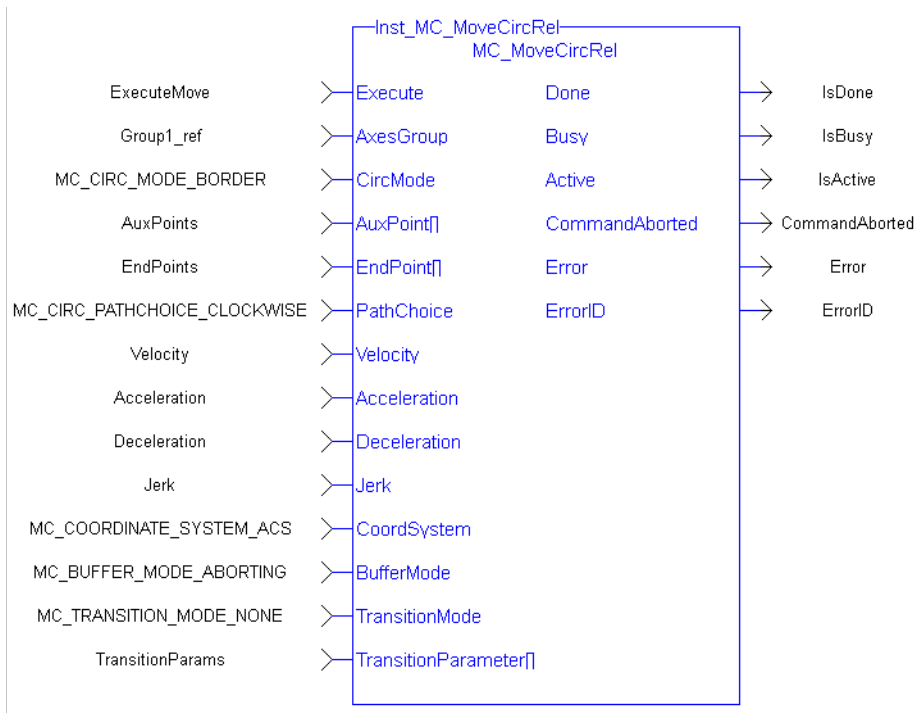 Inst_MC_MoveCircRel
MC_MoveCircRel
ExecuteMove Execute Done IsDone
Group1_ref AxesGroup Busy IsBusy
MC_CIRC_MODE_BORDER CircMode Active IsActive
AuxPoints AuxPoint[] CommandAborted CommandAborted
EndPoints EndPoint[] Error Error
MC_CIRC_PATHCHOICE_CLOCKWISE PathChoice ErrorID ErrorID
Velocity Velocity
Acceleration Acceleration
Deceleration Deceleration
Jerk Jerk
MC_COORDINATE_SYSTEM_ACS CoordSystem
MC_BUFFER_MODE_ABORTING BufferMode
MC_TRANSITION_MODE_NONE TransitionMode
TransitionParams TransitionParameter[]